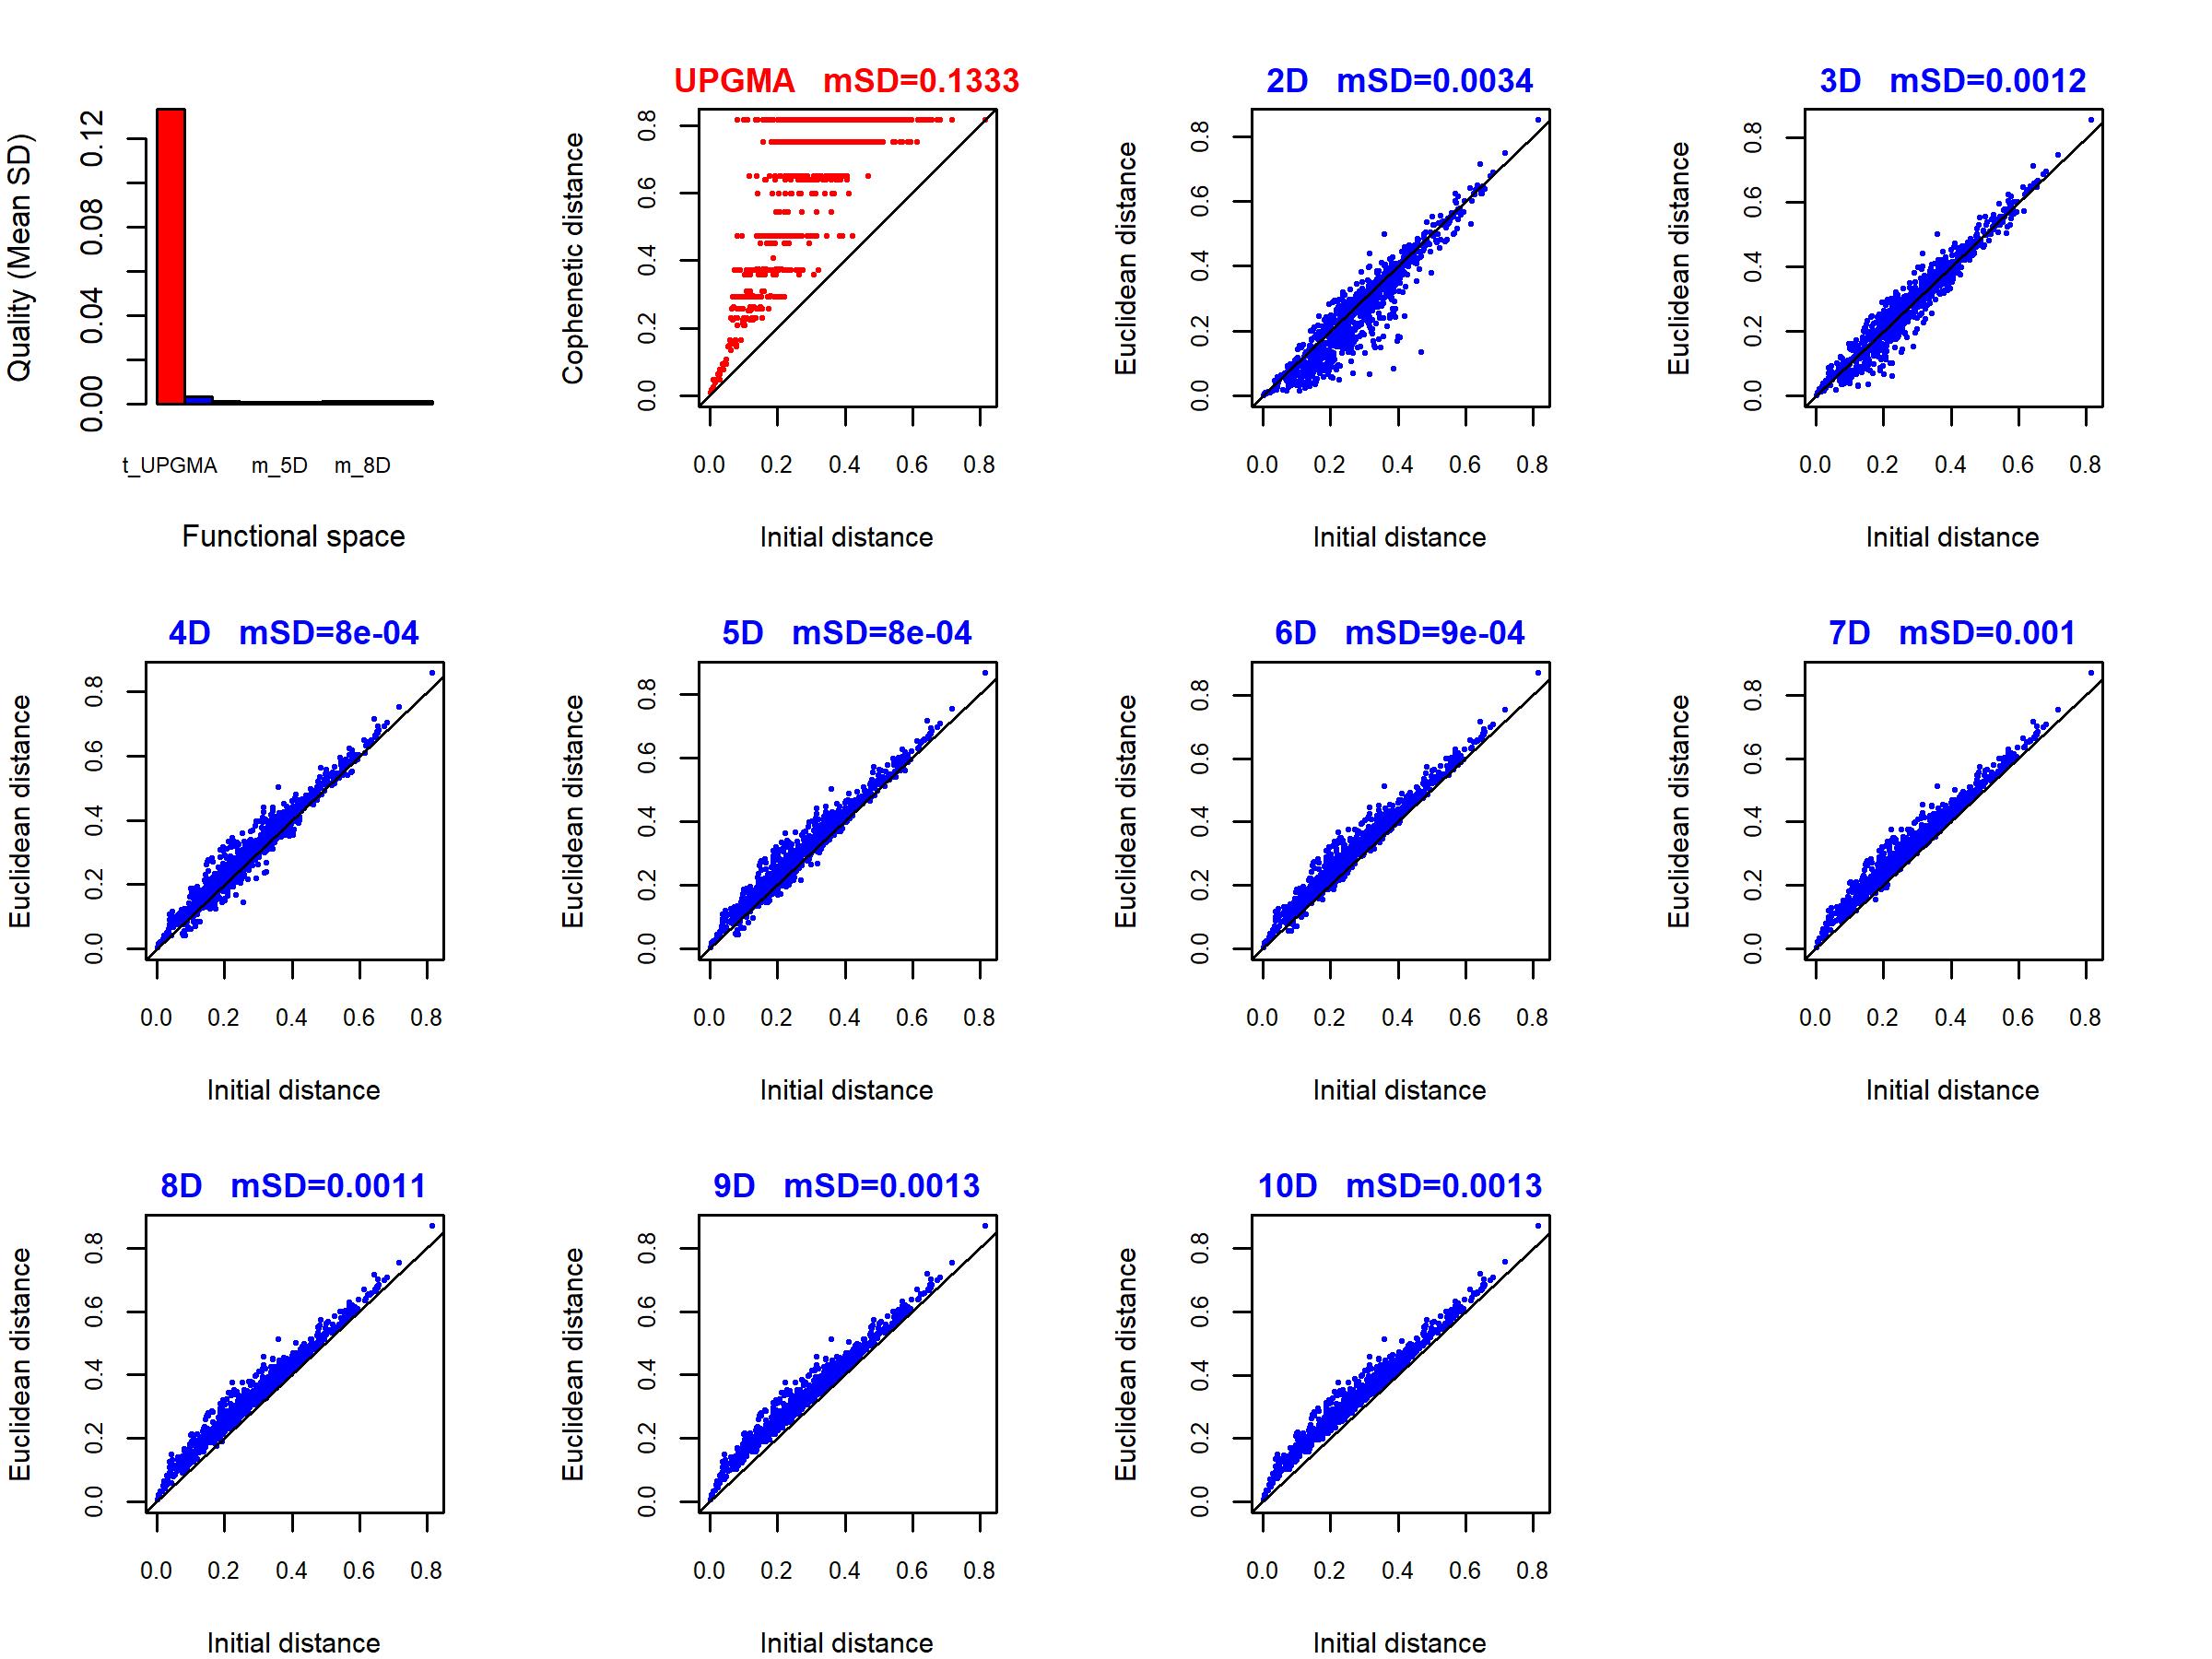 Quality (Mean SD)
0.00 0.04 0.08 0.12
t_UPGMA m_5D m_8D
Functional space
UPGMA mSD=0.1333
Cophenetic distance
0.0 0.2 0.4 0.6 0.8
0.0 0.2 0.4 0.6 0.8
Initial distance
2D mSD=0.0034
Euclidean distance
0.0 0.2 0.4 0.6 0.8
0.0 0.2 0.4 0.6 0.8
Initial distance
3D mSD=0.0012
Euclidean distance
0.0 0.2 0.4 0.6 0.8
0.0 0.2 0.4 0.6 0.8
Initial distance
4D mSD=8e-04
Euclidean distance
0.0 0.2 0.4 0.6 0.8
0.0 0.2 0.4 0.6 0.8
Initial distance
5D mSD=8e-04
Euclidean distance
0.0 0.2 0.4 0.6 0.8
0.0 0.2 0.4 0.6 0.8
Initial distance
6D mSD=9e-04
Euclidean distance
0.0 0.2 0.4 0.6 0.8
0.0 0.2 0.4 0.6 0.8
Initial distance
7D mSD=0.001
Euclidean distance
0.0 0.2 0.4 0.6 0.8
0.0 0.2 0.4 0.6 0.8
Initial distance
8D mSD=0.0011
Euclidean distance
0.0 0.2 0.4 0.6 0.8
0.0 0.2 0.4 0.6 0.8
Initial distance
9D mSD=0.0013
Euclidean distance
0.0 0.2 0.4 0.6 0.8
0.0 0.2 0.4 0.6 0.8
Initial distance
10D mSD=0.0013
Euclidean distance
0.0 0.2 0.4 0.6 0.8
0.0 0.2 0.4 0.6 0.8
Initial distance